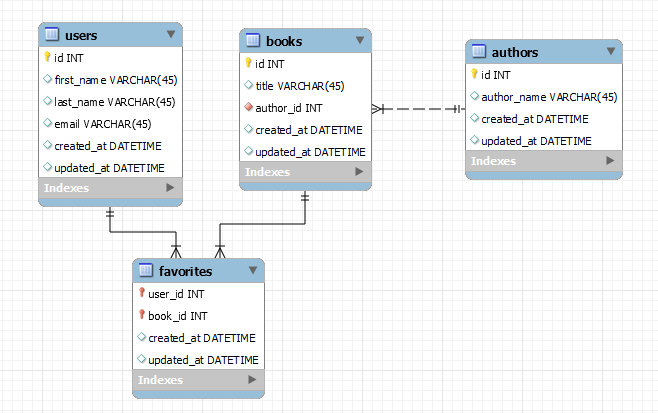 users
id INT
first_name VARCHAR(45)
last_name VARCHAR(45)
email VARCHAR(45)
created_at DATETIME
updated_at DATETIME
Indexes
books
id INT
title VARCHAR(45)
author_id INT
created_at DATETIME
updated_at DATETIME
Indexes
authors
id INT
author_name VARCHAR(45)
created_at DATETIME
updated_at DATETIME
Indexes
favorites
user_id INT
book_id INT
created_at DATETIME
updated_at DATETIME
Indexes